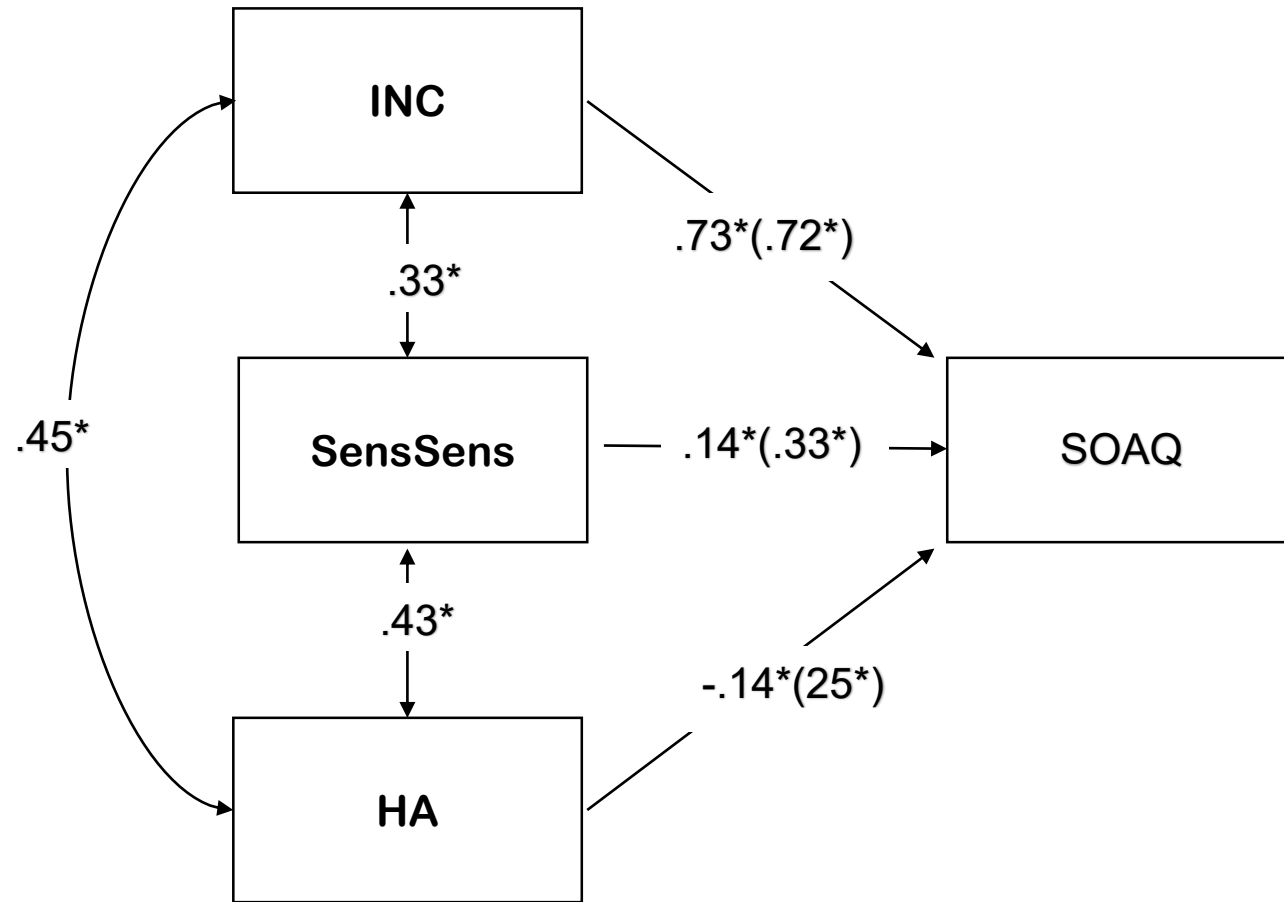 INC
.73*(.72*)
.33*
.45*
SensSens
.14*(.33*)
SOAQ
.43*
-.14*(25*)
HA